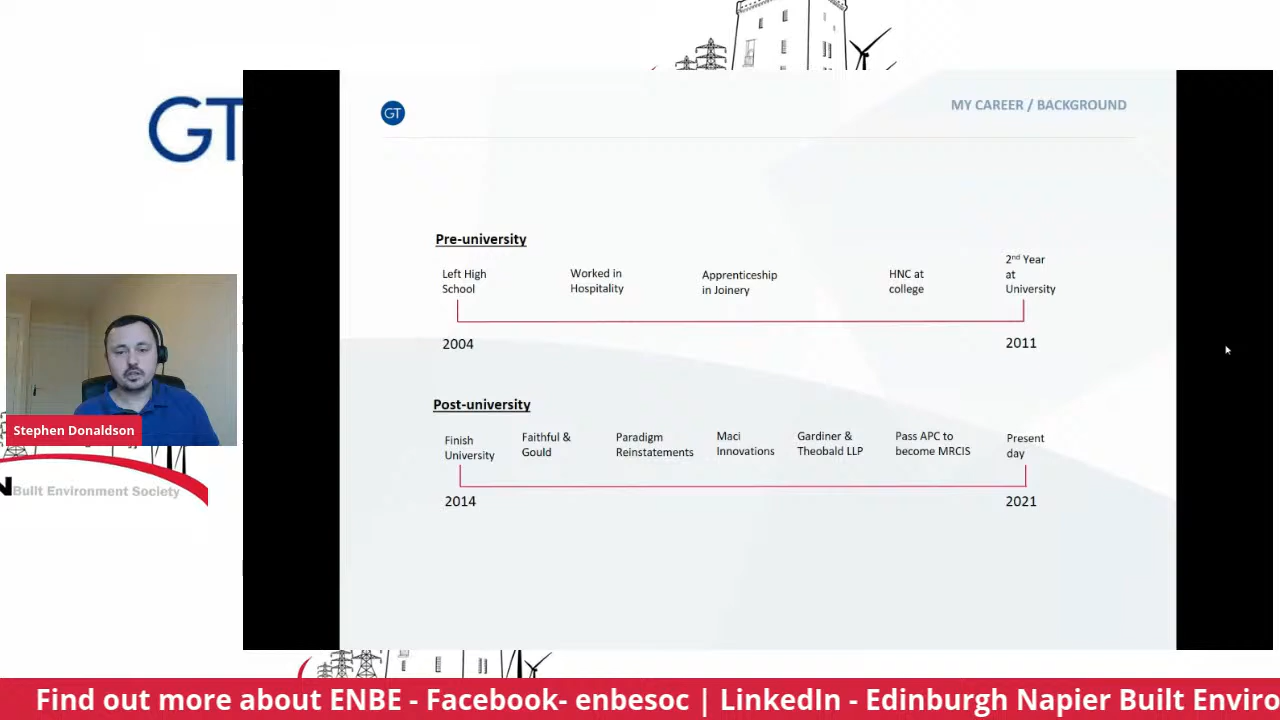 GT
GT
MY CAREER / BACKGROUND
Pre-university
Left High
School
Worked in
Hospitality
Apprenticeship
in Joinery
HNC at
college
2nd Year
at
University
2004
2011
Post-university
Finish
University
Faithful &
Gould
Paradigm
Reinstatements
Maci
Innovations
Gardiner &
Theobald LLP
Pass APC to
become MRCIS
Present
day
2014
2021
Stephen Donaldson
N Built Environment Society
Find out more about ENBE - Facebook- enbesoc | LinkedIn - Edinburgh Napier Built Enviro